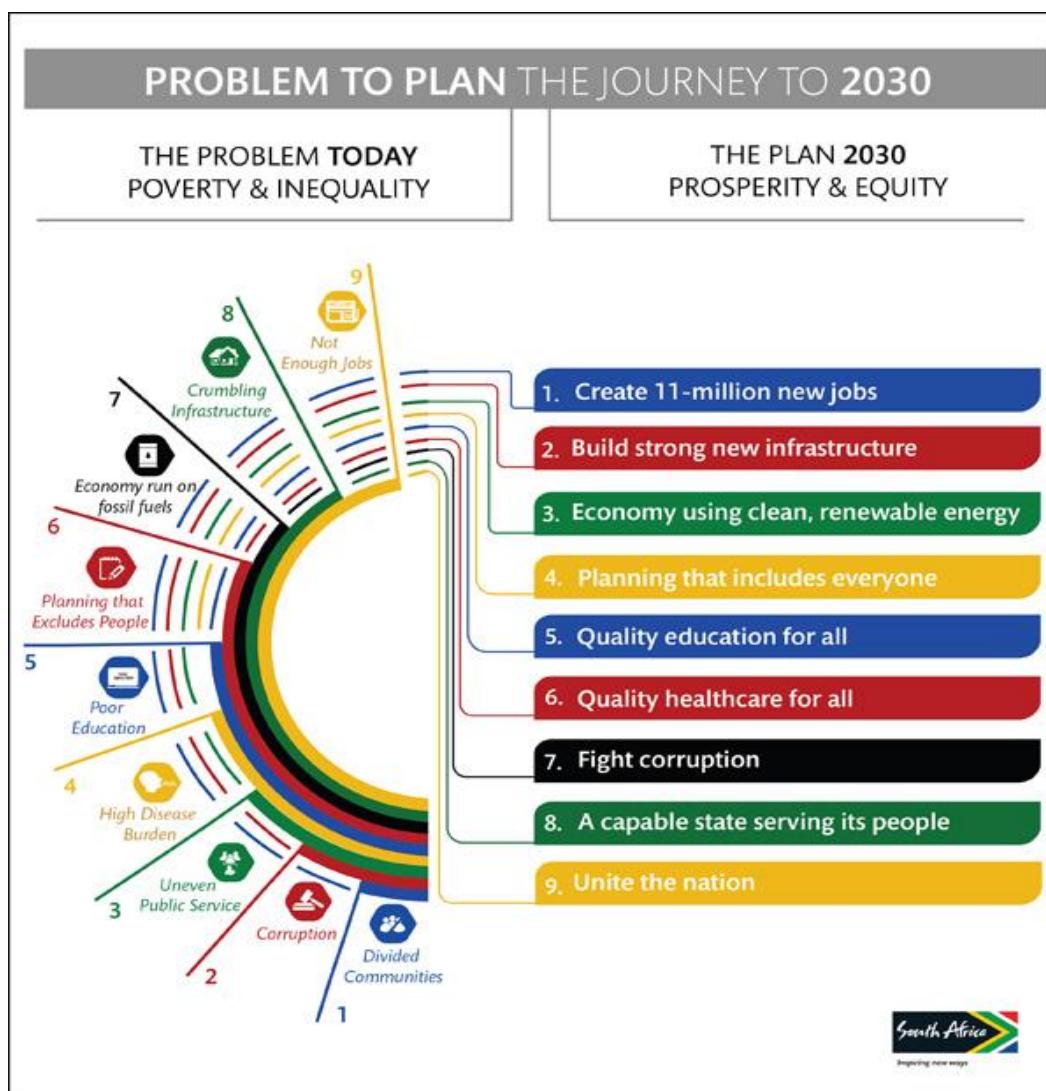 PROBLEM TO PLAN THE JOURNEY TO 2030
THE PROBLEM TODAY
POVERTY & INEQUALITY
THE PLAN 2030
PROSPERITY & EQUITY
9
Not
Enough Jobs
8
Crumbling
Infrastructure
7
Economy run on
fossil fuels
6
Planning that
Excludes People
5
Poor
Education
4
High Disease
Burden
3
Uneven
Public Service
2
Corruption
1
Divided
Communities
1. Create 11-million new jobs
2. Build strong new infrastructure
3. Economy using clean, renewable energy
4. Planning that includes everyone
5. Quality education for all
6. Quality healthcare for all
7. Fight corruption
8. A capable state serving its people
9. Unite the nation
South Africa
Inspiring new ways